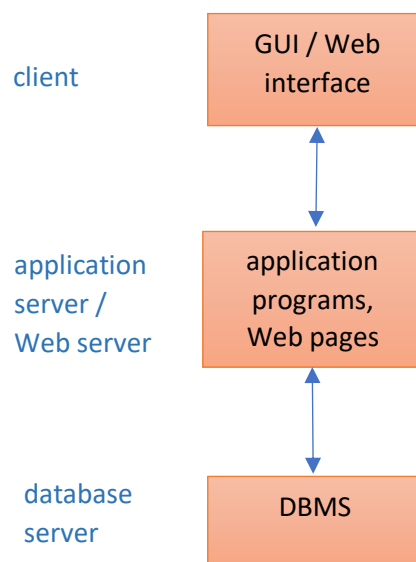 client
GUI / Web
interface
application
server /
Web server
application
programs,
Web pages
database
server
DBMS